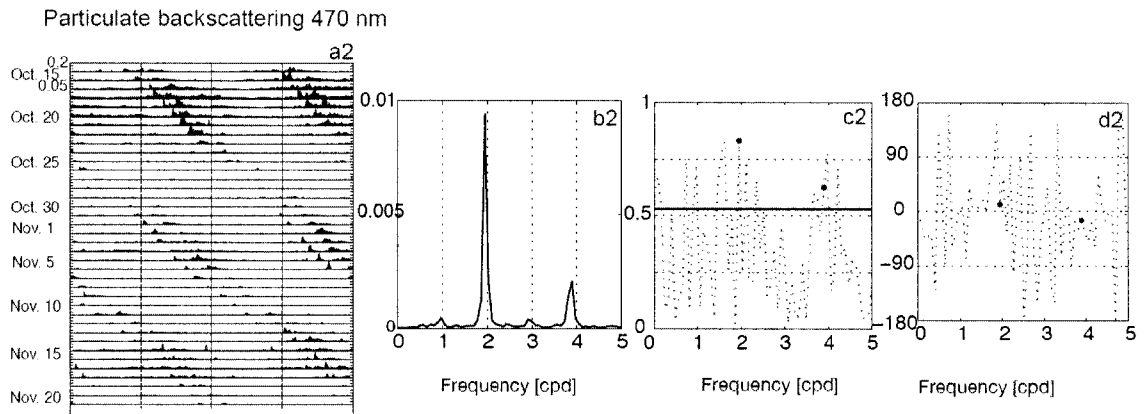 Particulate backscattering 470 nm
a2
0.2
Oct. 15
0.05
Oct. 20
Oct. 25
Oct. 30
Nov. 1
Nov. 5
Nov. 10
Nov. 15
Nov. 20
b2
0.01
0.005
0
0 1 2 3 4 5
Frequency [cpd]
c2
1
0.5
0
0 1 2 3 4 5
Frequency [cpd]
d2
180
90
0
-90
-180
0 1 2 3 4 5
Frequency [cpd]